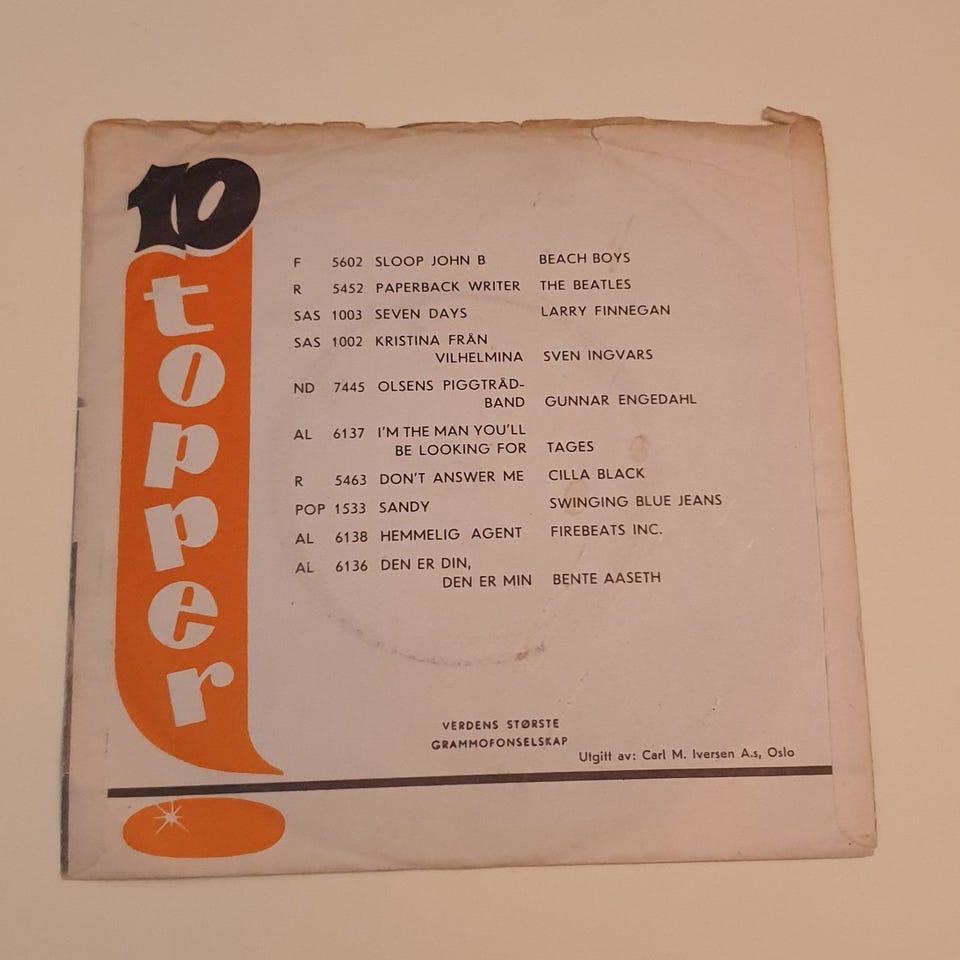 10
topper
F 5602 SLOOP JOHN B BEACH BOYS
R 5452 PAPERBACK WRITER THE BEATLES
SAS 1003 SEVEN DAYS LARRY FINNEGAN
SAS 1002 KRISTINA FRÅN
VILHELMINA SVEN INGVARS
ND 7445 OLSENS PIGGTRÅD-
BAND GUNNAR ENGEDAHL
AL 6137 I'M THE MAN YOU'LL
BE LOOKING FOR TAGES
R 5463 DON'T ANSWER ME CILLA BLACK
POP 1533 SANDY SWINGING BLUE JEANS
AL 6138 HEMMELIG AGENT FIREBEATS INC.
AL 6136 DEN ER DIN,
DEN ER MIN BENTE AASETH
VERDENS STØRSTE
GRAMMOFONSELSKAP
Utgitt av: Carl M. Iversen A.s, Oslo